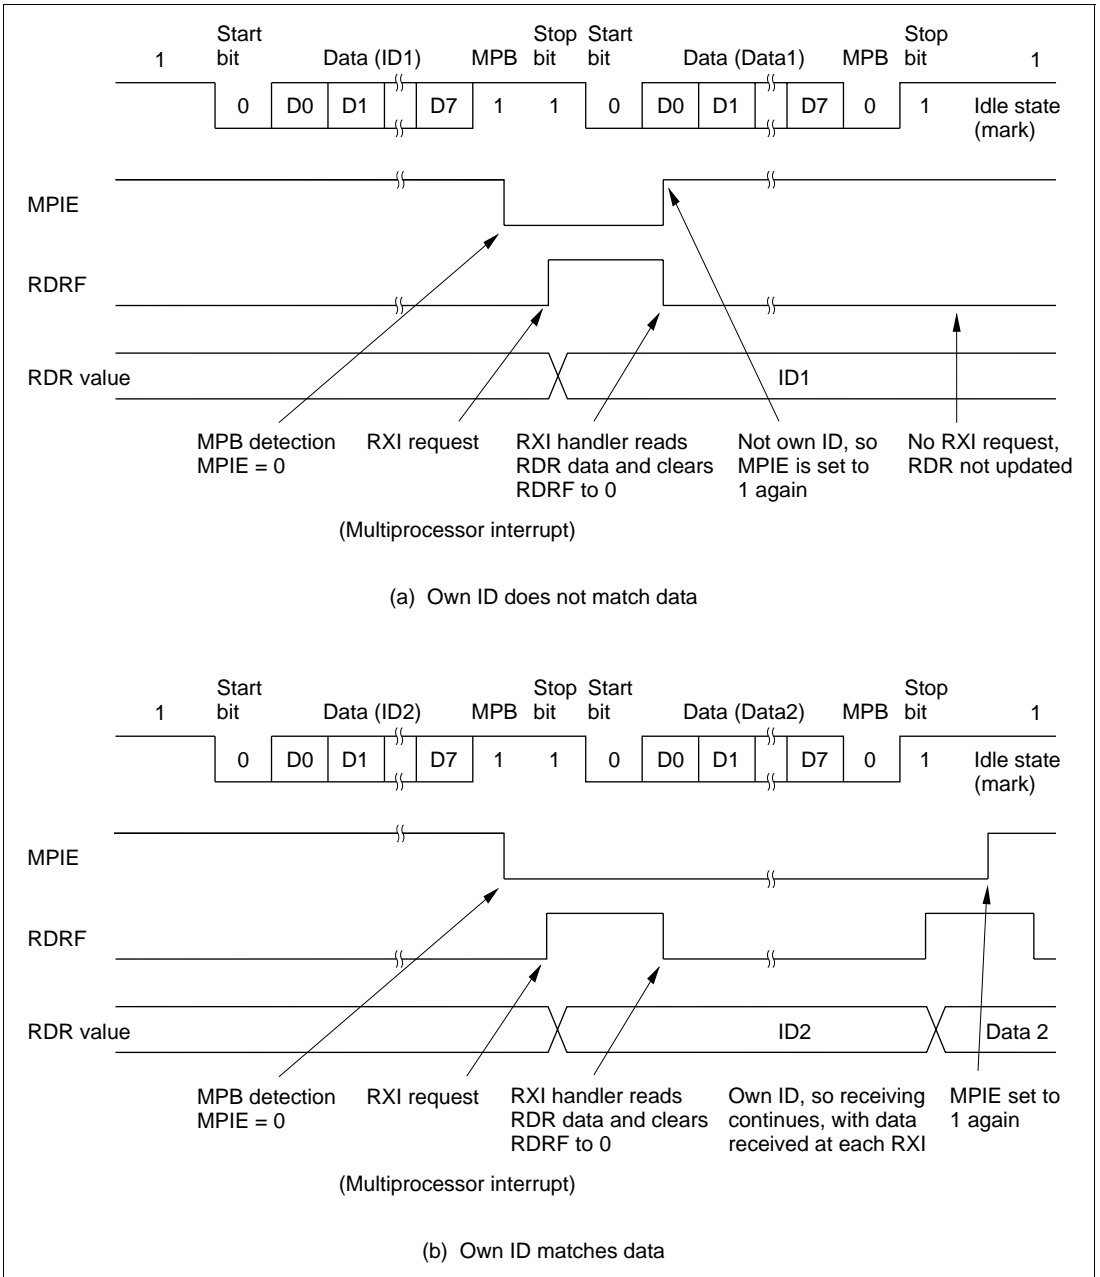 Start Stop Start Stop
1 bit Data (ID1) MPB bit bit Data (Data1) MPB bit 1
0 D0 D1 D7 1 1 0 D0 D1 D7 0 1 Idle state
(mark)
MPIE
RDRF
RDR value ID1
MPB detection
MPIE = 0
RXI request
RXI handler reads
RDR data and clears
RDRF to 0
Not own ID, so
MPIE is set to
1 again
No RXI request,
RDR not updated
(Multiprocessor interrupt)
(a) Own ID does not match data
Start Stop Start Stop
1 bit Data (ID2) MPB bit bit Data (Data2) MPB bit 1
0 D0 D1 D7 1 1 0 D0 D1 D7 0 1 Idle state
(mark)
MPIE
RDRF
RDR value ID2 Data 2
MPB detection
MPIE = 0
RXI request
RXI handler reads
RDR data and clears
RDRF to 0
Own ID, so receiving
continues, with data
received at each RXI
MPIE set to
1 again
(Multiprocessor interrupt)
(b) Own ID matches data